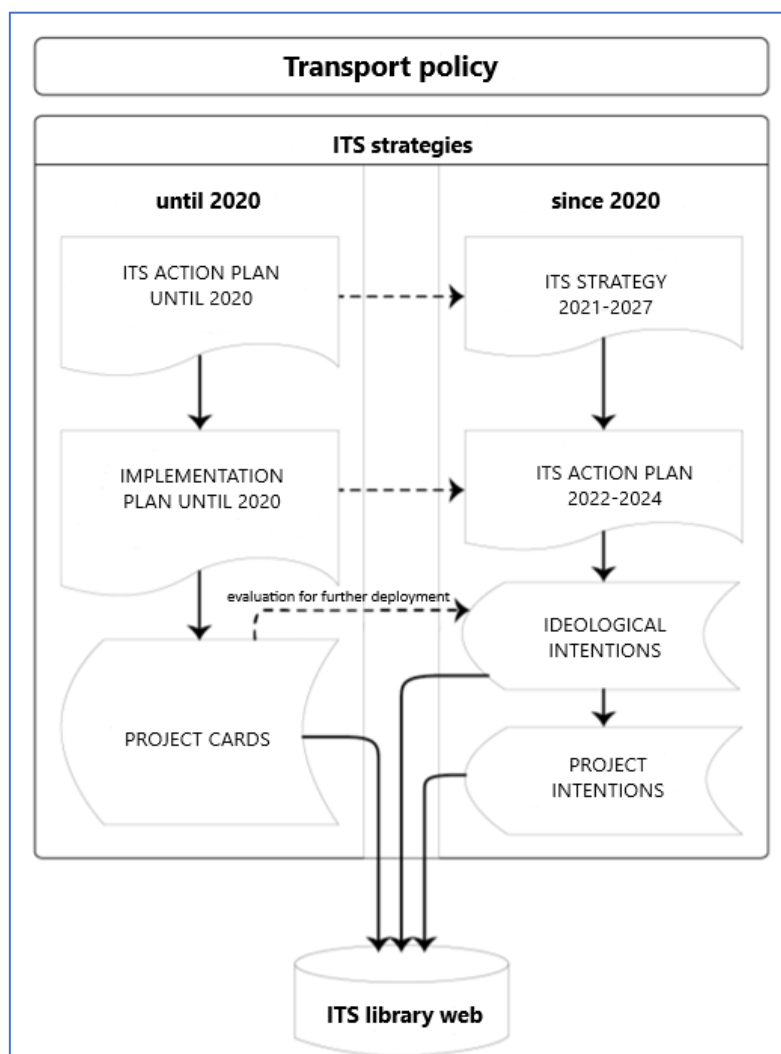 Transport policy
ITS strategies
until 2020
since 2020
ITS ACTION PLAN
UNTIL 2020
ITS STRATEGY
2021-2027
IMPLEMENTATION
PLAN UNTIL 2020
ITS ACTION PLAN
2022-2024
evaluation for further deployment
IDEOLOGICAL
INTENTIONS
PROJECT CARDS
PROJECT
INTENTIONS
ITS library web